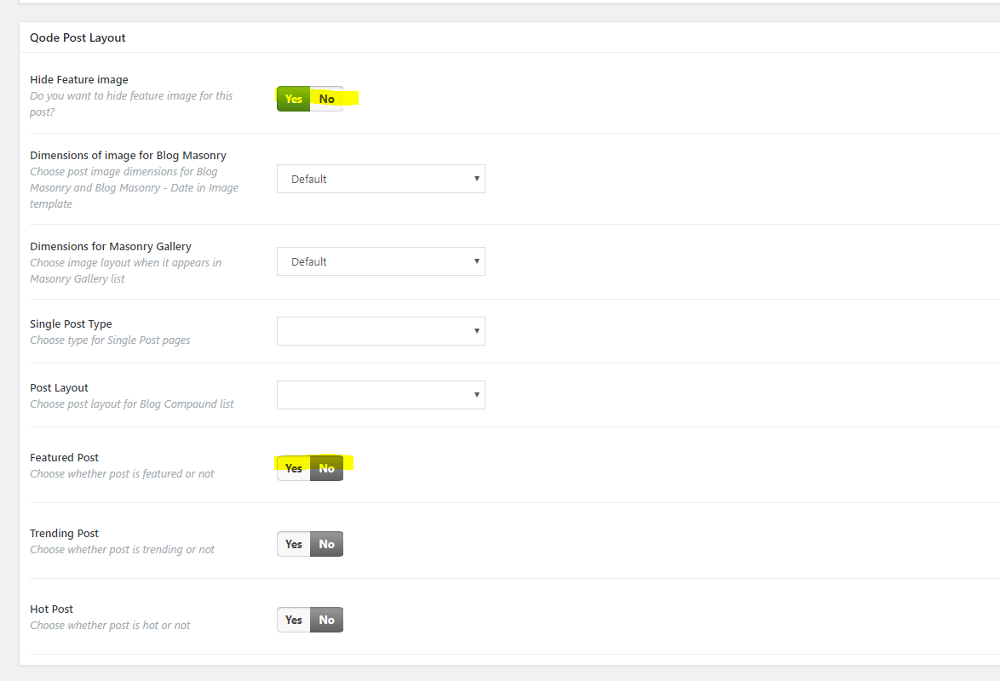 Qode Post Layout
Hide Feature image
Do you want to hide feature image for this
post?
Yes No
Dimensions of image for Blog Masonry
Choose post image dimensions for Blog
Masonry and Blog Masonry - Date in Image
template
Default
Dimensions for Masonry Gallery
Choose image layout when it appears in
Masonry Gallery list
Default
Single Post Type
Choose type for Single Post pages
Post Layout
Choose post layout for Blog Compound list
Featured Post
Choose whether post is featured or not
Yes No
Trending Post
Choose whether post is trending or not
Yes No
Hot Post
Choose whether post is hot or not
Yes No